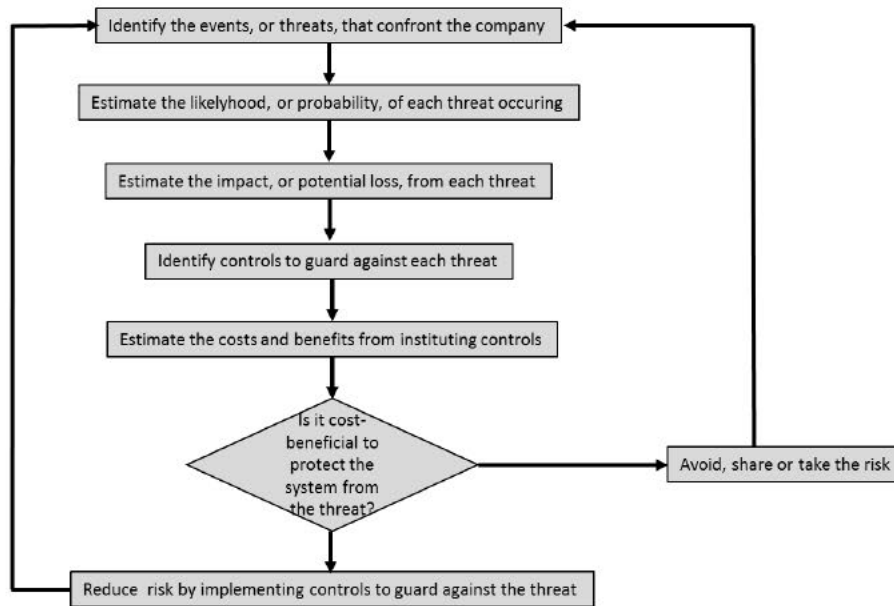 Identify the events, or threats, that confront the company
Estimate the likelyhood, or probability, of each threat occuring
Estimate the impact, or potential loss, from each threat
Identify controls to guard against each threat
Estimate the costs and benefits from instituting controls
Is it cost-
beneficial to
protect the
system from
the threat?
Avoid, share or take the risk
Reduce risk by implementing controls to guard against the threat